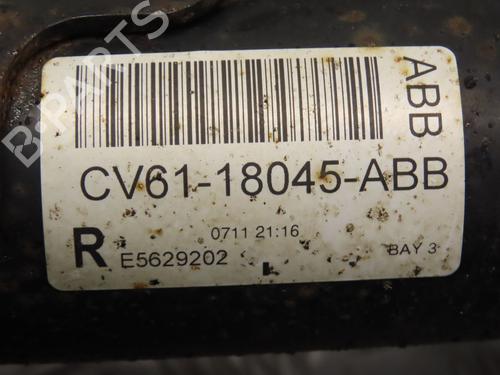 B-PARTS
CV61-18045-ABB
ABB
0711 21:16
R E5629202
BAY 3